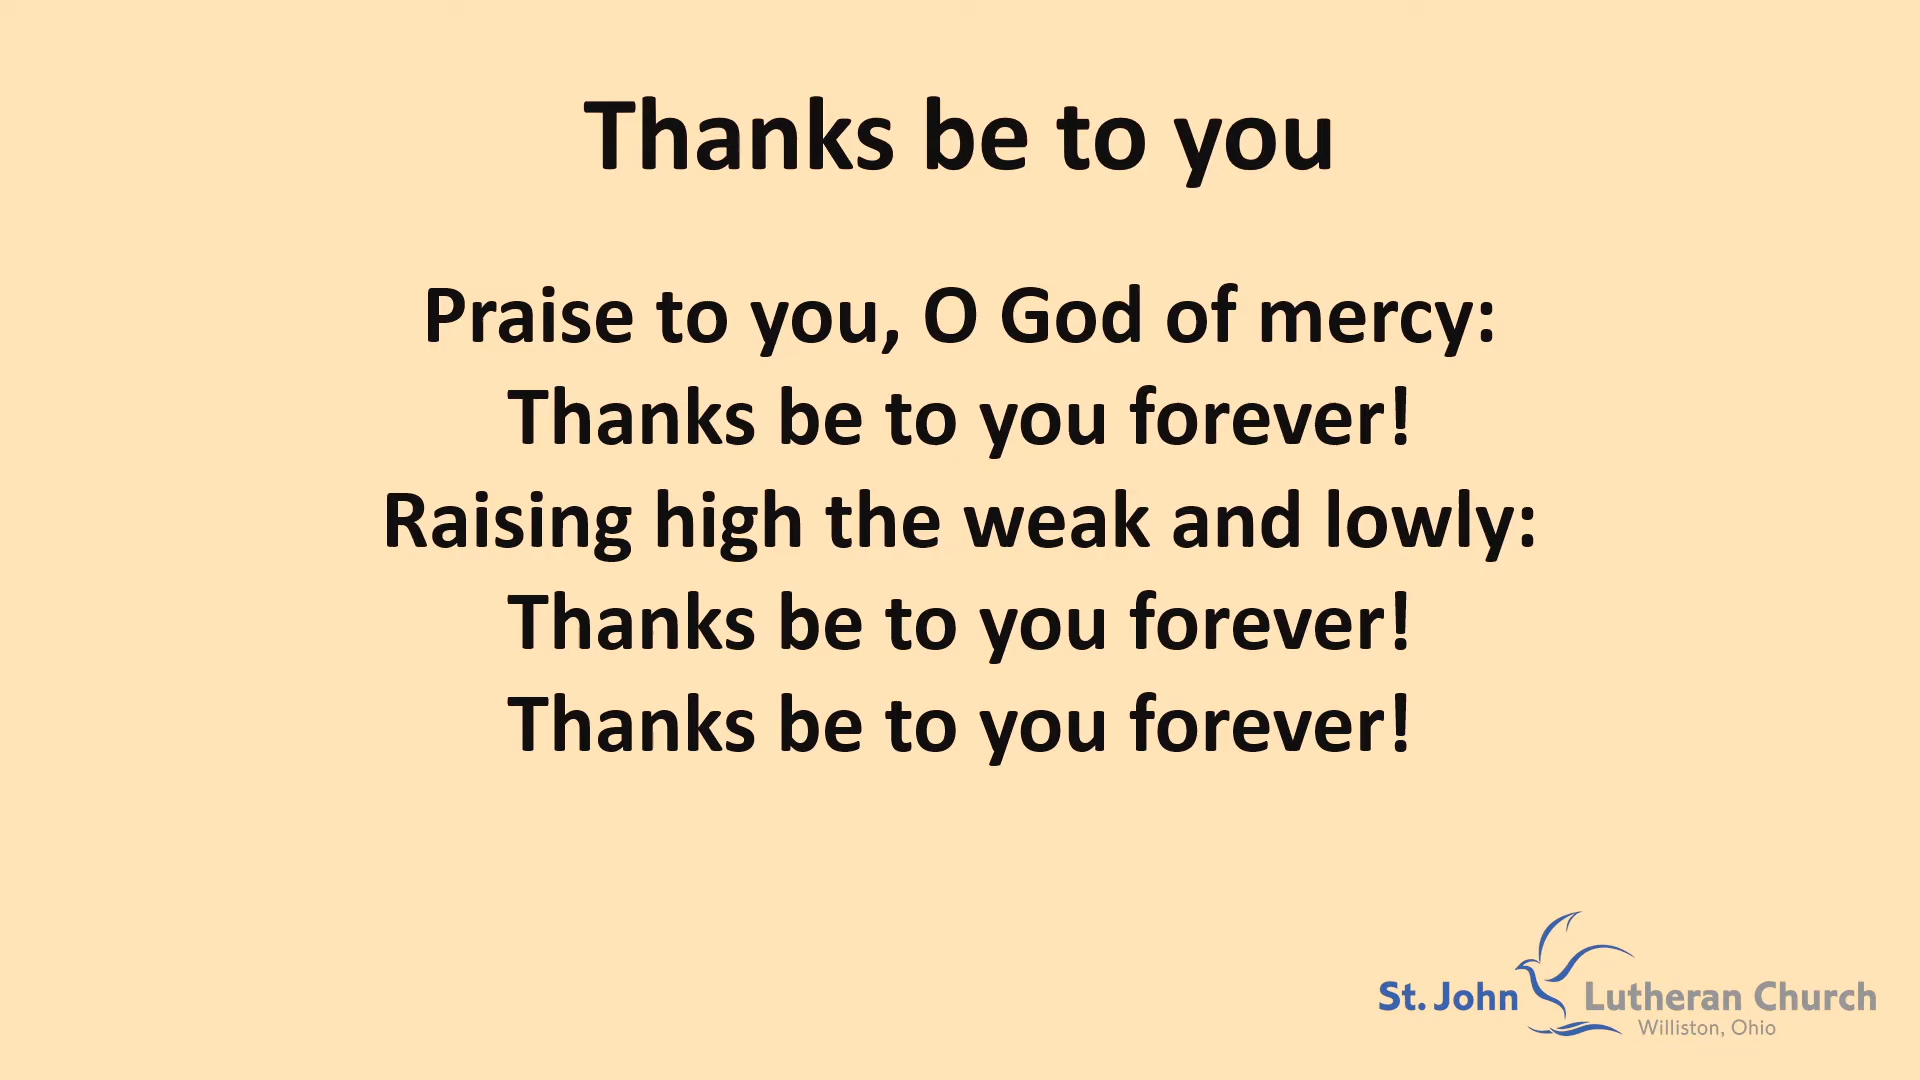 Thanks be to you
Praise to you, O God of mercy:
Thanks be to you forever!
Raising high the weak and lowly:
Thanks be to you forever!
Thanks be to you forever!
St. John Lutheran Church
Williston, Ohio